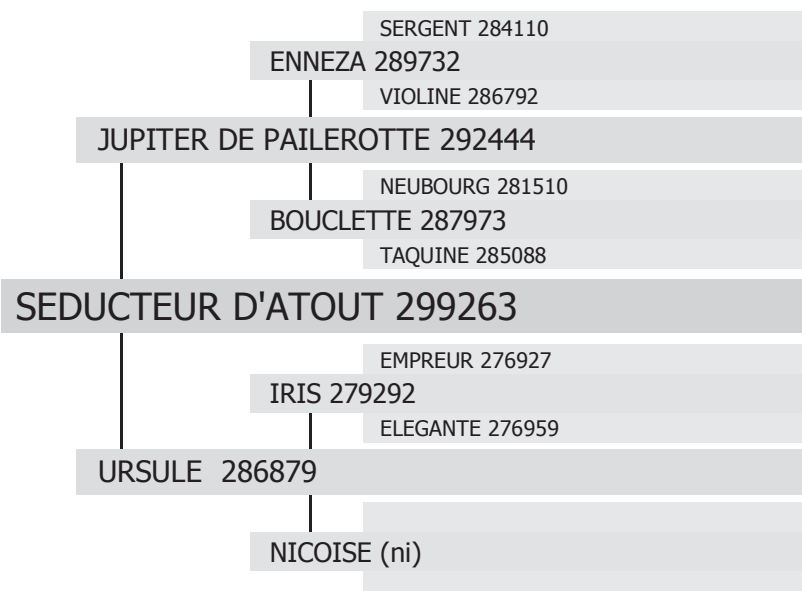 SERGENT 284110
ENNEZA 289732
VIOLINE 286792
JUPITER DE PAILEROTTE 292444
NEUBOURG 281510
BOUCLETTE 287973
TAQUINE 285088
SEDUCTEUR D'ATOUT 299263
EMPREUR 276927
IRIS 279292
ELEGANTE 276959
URSULE 286879
NICOISE (ni)